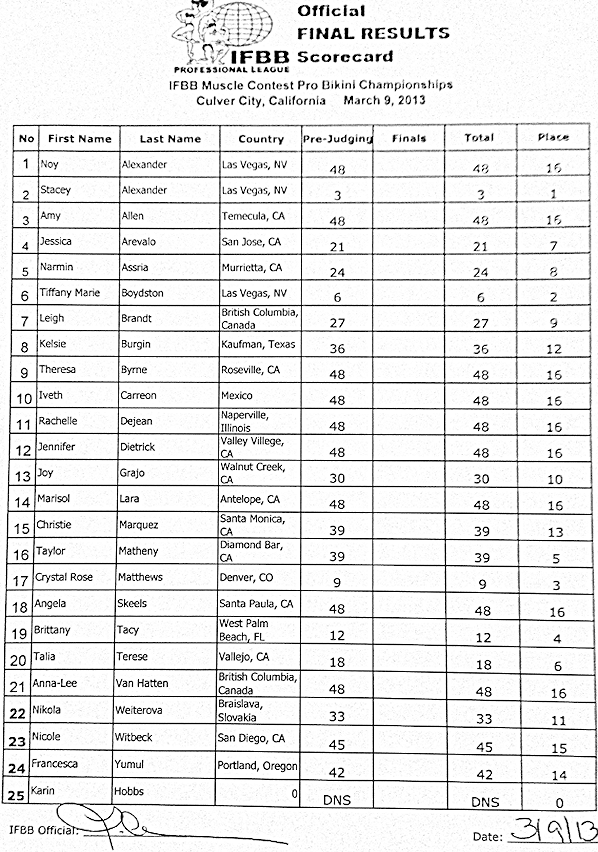 Official
FINAL RESULTS
IFBB Scorecard
PROFESSIONAL LEAGUE
IFBB Muscle Contest Pro Bikini Championships
Culver City, California March 9, 2013
No First Name Last Name Country Pre-Judging Finals Total Place
1 Noy Alexander Las Vegas, NV 48 48 16
2 Stacey Alexander Las Vegas, NV 3 3 1
3 Amy Allen Temecula, CA 48 48 16
4 Jessica Arevalo San Jose, CA 21 21 7
5 Narmin Assria Murrietta, CA 24 24 8
6 Tiffany Marie Boydston Las Vegas, NV 6 6 2
7 Leigh Brandt British Columbia, Canada 27 27 9
8 Kelsie Burgin Kaufman, Texas 36 36 12
9 Theresa Byrne Roseville, CA 48 48 16
10 Iveth Carreon Mexico 48 48 16
11 Rachelle Dejean Naperville, Illinois 48 48 16
12 Jennifer Dietrick Valley Villege, CA 48 48 16
13 Joy Grajo Walnut Creek, CA 30 30 10
14 Marisol Lara Antelope, CA 48 48 16
15 Christie Marquez Santa Monica, CA 39 39 13
16 Taylor Matheny Diamond Bar, CA 39 39 5
17 Crystal Rose Matthews Denver, CO 9 9 3
18 Angela Skeels Santa Paula, CA 48 48 16
19 Brittany Tacy West Palm Beach, FL 12 12 4
20 Talia Terese Vallejo, CA 18 18 6
21 Anna-Lee Van Hatten British Columbia, Canada 48 48 16
22 Nikola Weiterova Braislava, Slovakia 33 33 11
23 Nicole Witbeck San Diego, CA 45 45 15
24 Francesca Yumul Portland, Oregon 42 42 14
25 Karin Hobbs 0 DNS DNS 0
IFBB Official:
Date: 3/9/13